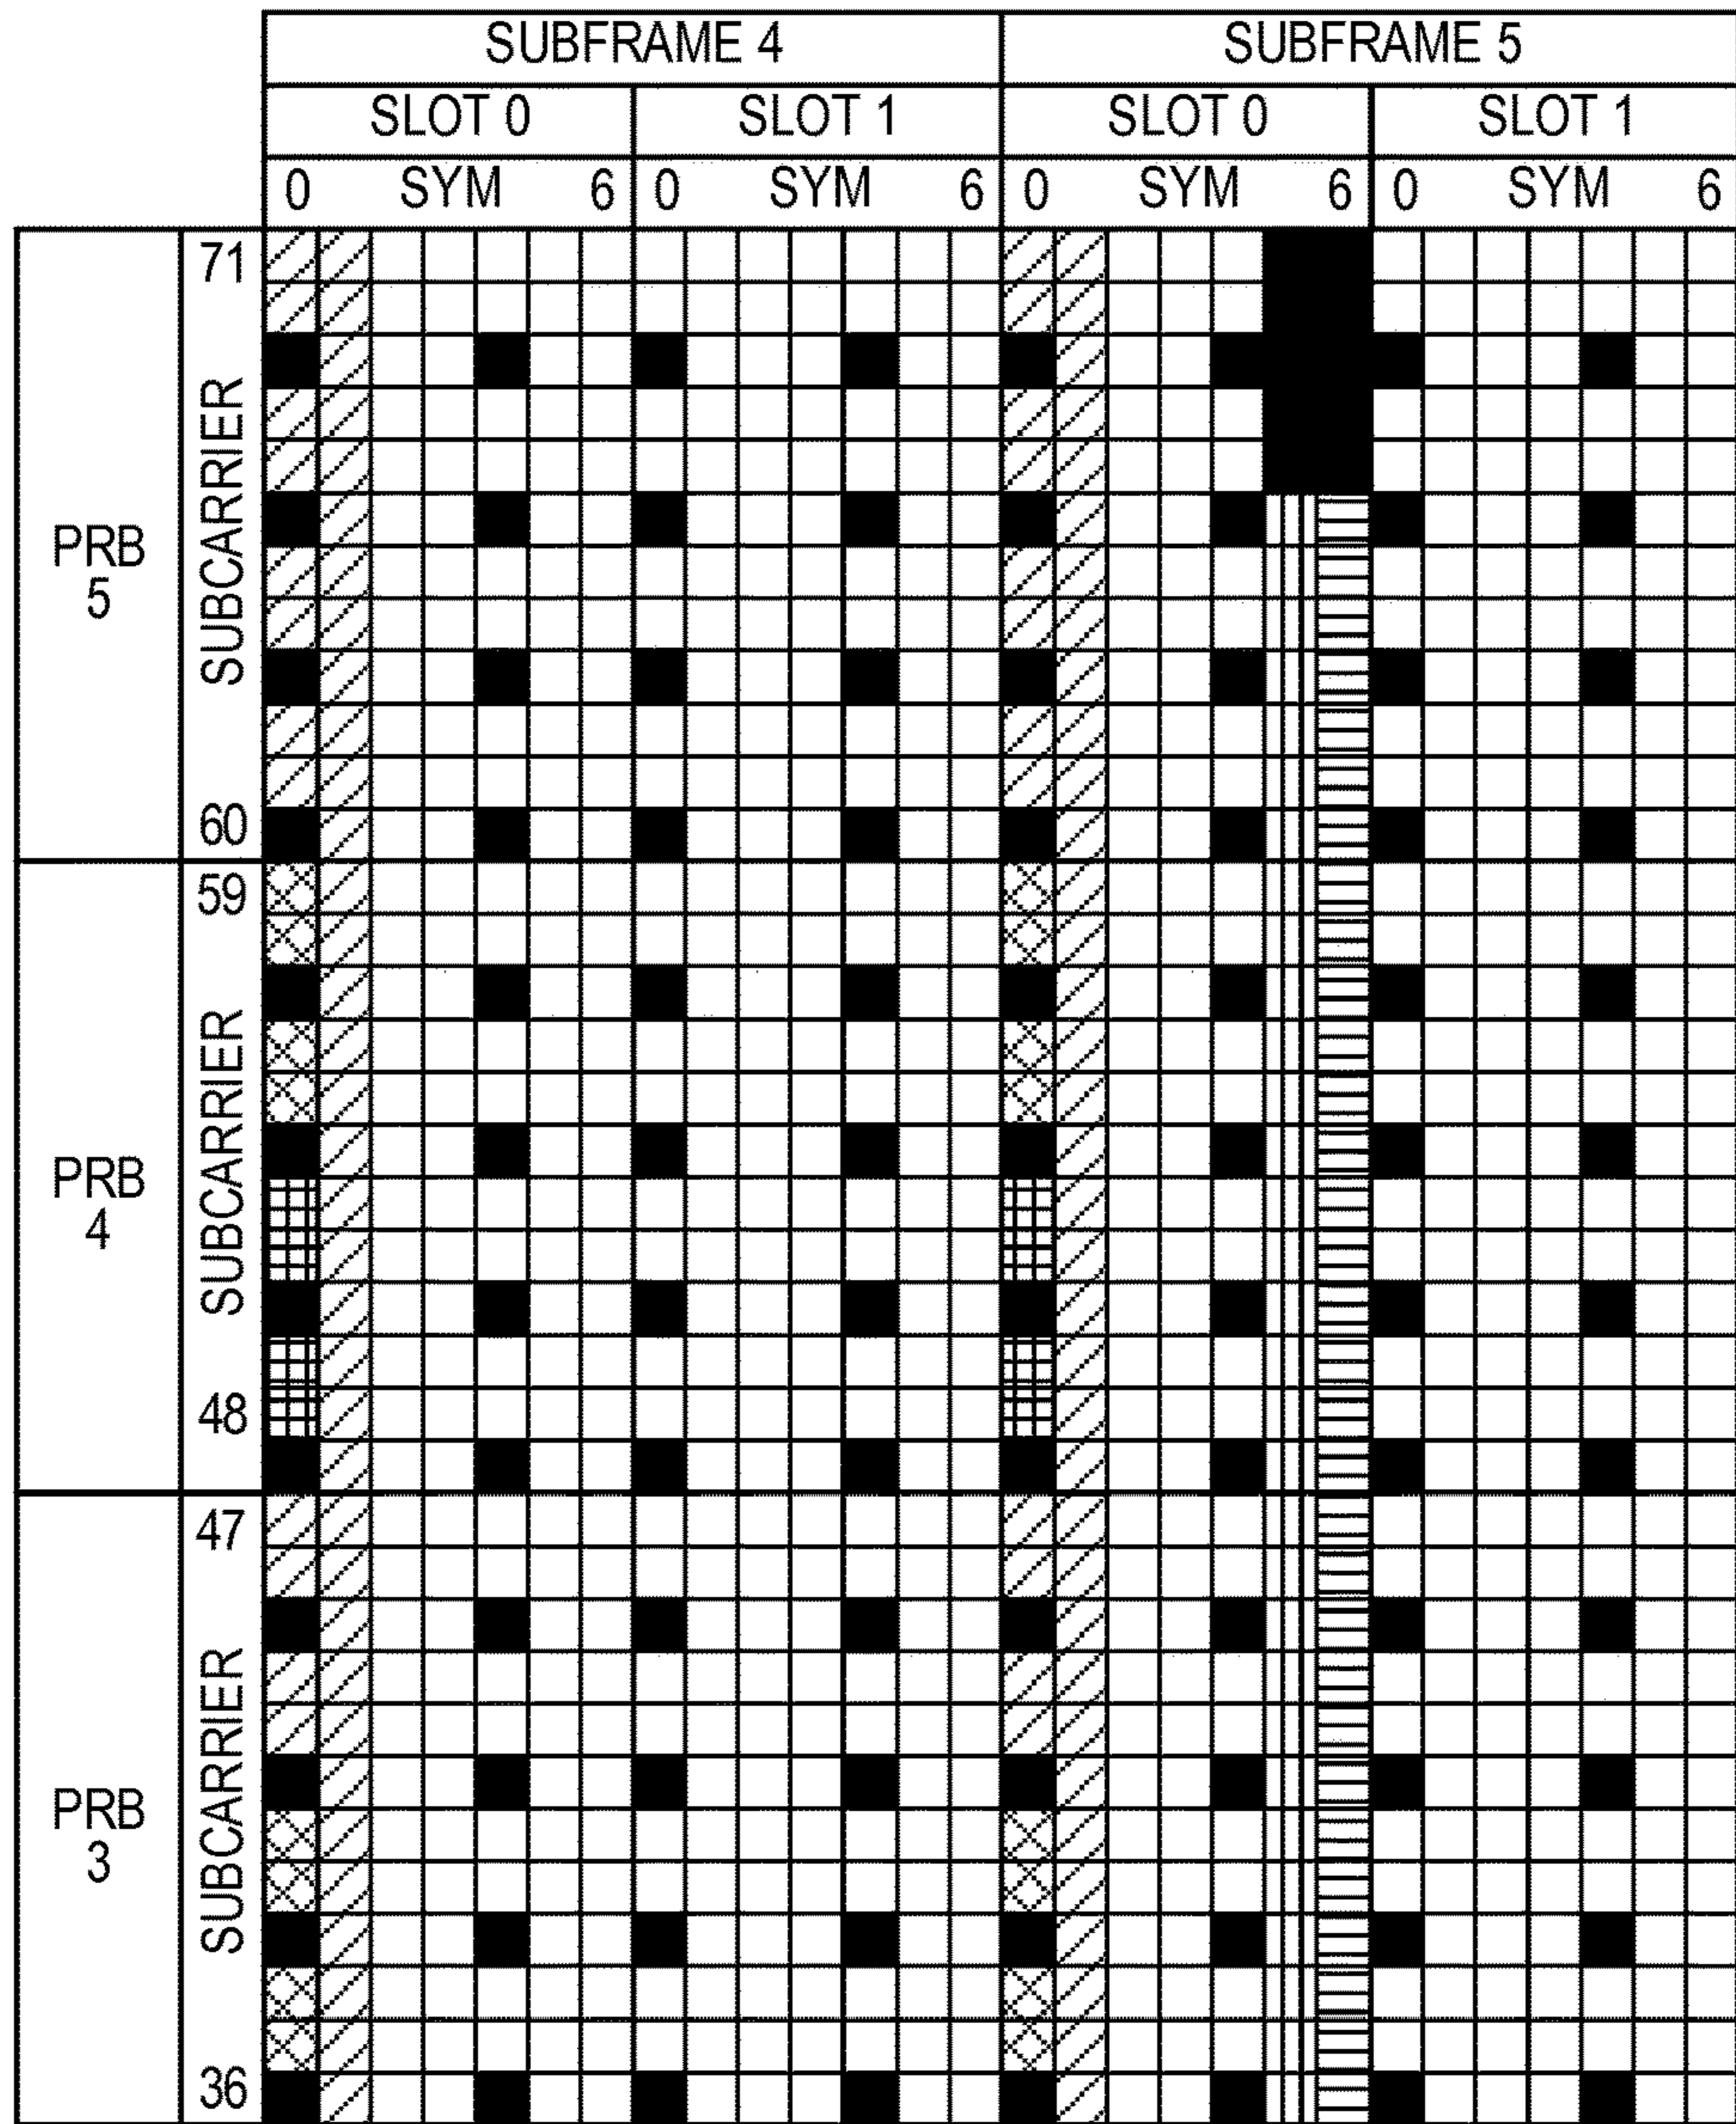 SUBFRAME 4 SUBFRAME 5
SLOT 0 SLOT 1 SLOT 0 SLOT 1
0 SYM 6 0 SYM 6 0 SYM 6 0 SYM 6
PRB
5
SUBCARRIER
71
60
PRB
4
SUBCARRIER
59
48
PRB
3
SUBCARRIER
47
36